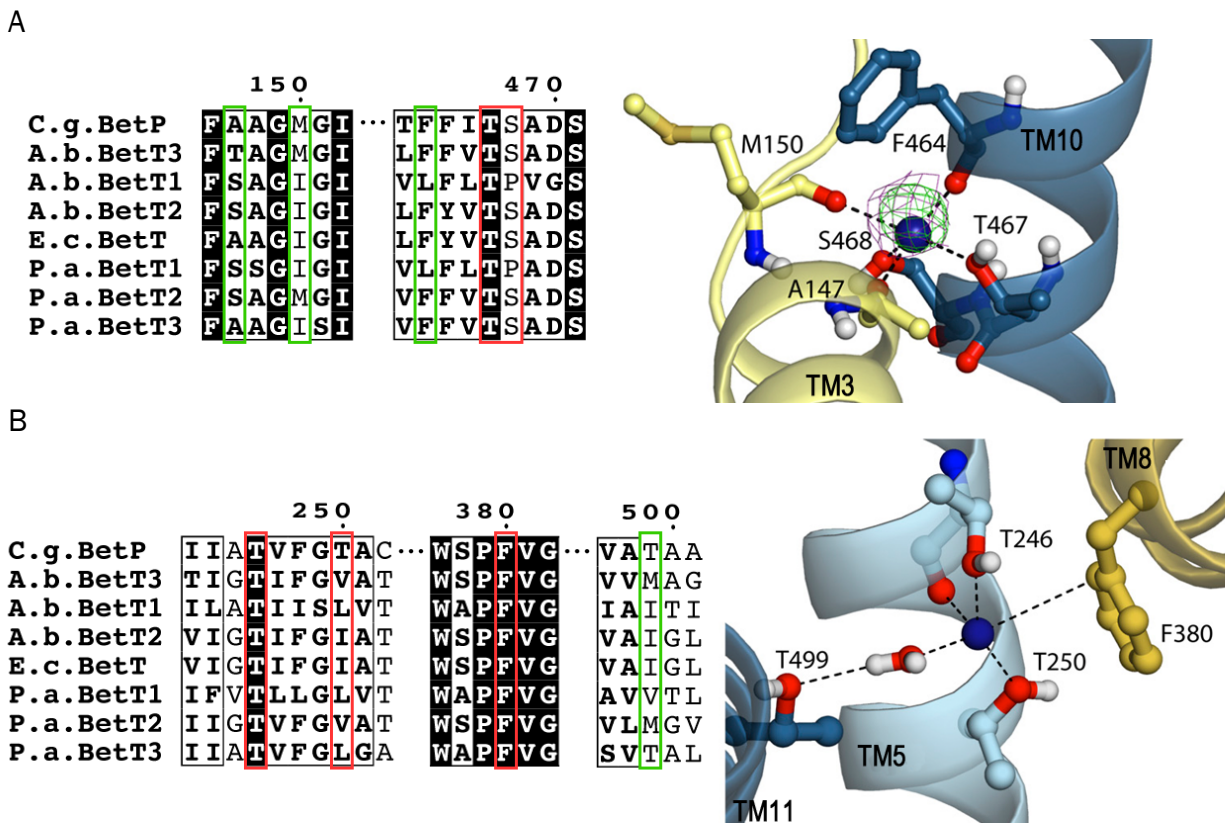 A
150 470
C.g.BetP FAAGMGI ··· TFFITSADS
A.b.BetT3 FTAGMGI LFFVTSADS
A.b.BetT1 FSAGIGI VLFLTPVGS
A.b.BetT2 FSAGIGI LFYVTSADS
E.c.BetT FAAGIGI LFYVTSADS
P.a.BetT1 FSSGIGI VLFLTPADS
P.a.BetT2 FSAGMGI VFFVTSADS
P.a.BetT3 FAAGISI VFFVTSADS
M150 F464 TM10
S468 T467
A147
TM3
B
250 380 500
C.g.BetP IIATVFGTAC ··· WSPFVG ··· VATAA
A.b.BetT3 TIGTIFGVAT WSPFVG VVMAG
A.b.BetT1 ILATIISLVT WAPFVG IAITI
A.b.BetT2 VIGTIFGIAT WSPFVG VAIGL
E.c.BetT VIGTIFGIAT WSPFVG VAIGL
P.a.BetT1 IFVTLLGLVT WAPFVG AVVTL
P.a.BetT2 IIGTVFGVAT WSPFVG VLMGV
P.a.BetT3 IIATVFGLGA WAPFVG SVTAL
TM8
T246
F380
T499 T250
TM5
TM11